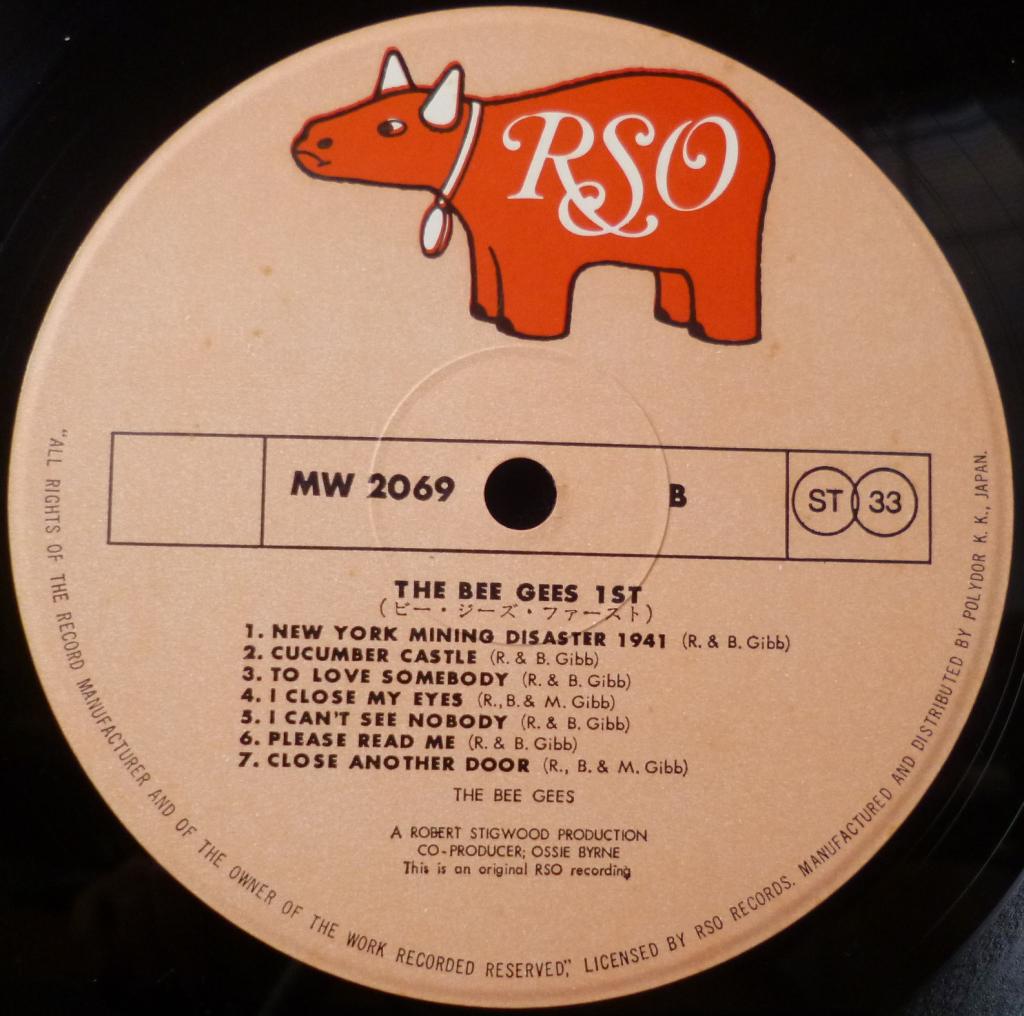 RSO
MW 2069 B ST 33
THE BEE GEES 1ST
(ビー・ジーズ・ファースト)
1. NEW YORK MINING DISASTER 1941 (R. & B. Gibb)
2. CUCUMBER CASTLE (R. & B. Gibb)
3. TO LOVE SOMEBODY (R. & B. Gibb)
4. I CLOSE MY EYES (R., B. & M. Gibb)
5. I CAN'T SEE NOBODY (R. & B. Gibb)
6. PLEASE READ ME (R. & B. Gibb)
7. CLOSE ANOTHER DOOR (R., B. & M. Gibb)
THE BEE GEES
A ROBERT STIGWOOD PRODUCTION
CO-PRODUCER; OSSIE BYRNE
This is an original RSO recording
"ALL RIGHTS OF THE RECORD MANUFACTURER AND OF THE OWNER OF THE WORK RECORDED RESERVED", LICENSED BY RSO RECORDS. MANUFACTURED AND DISTRIBUTED BY POLYDOR K. K., JAPAN.